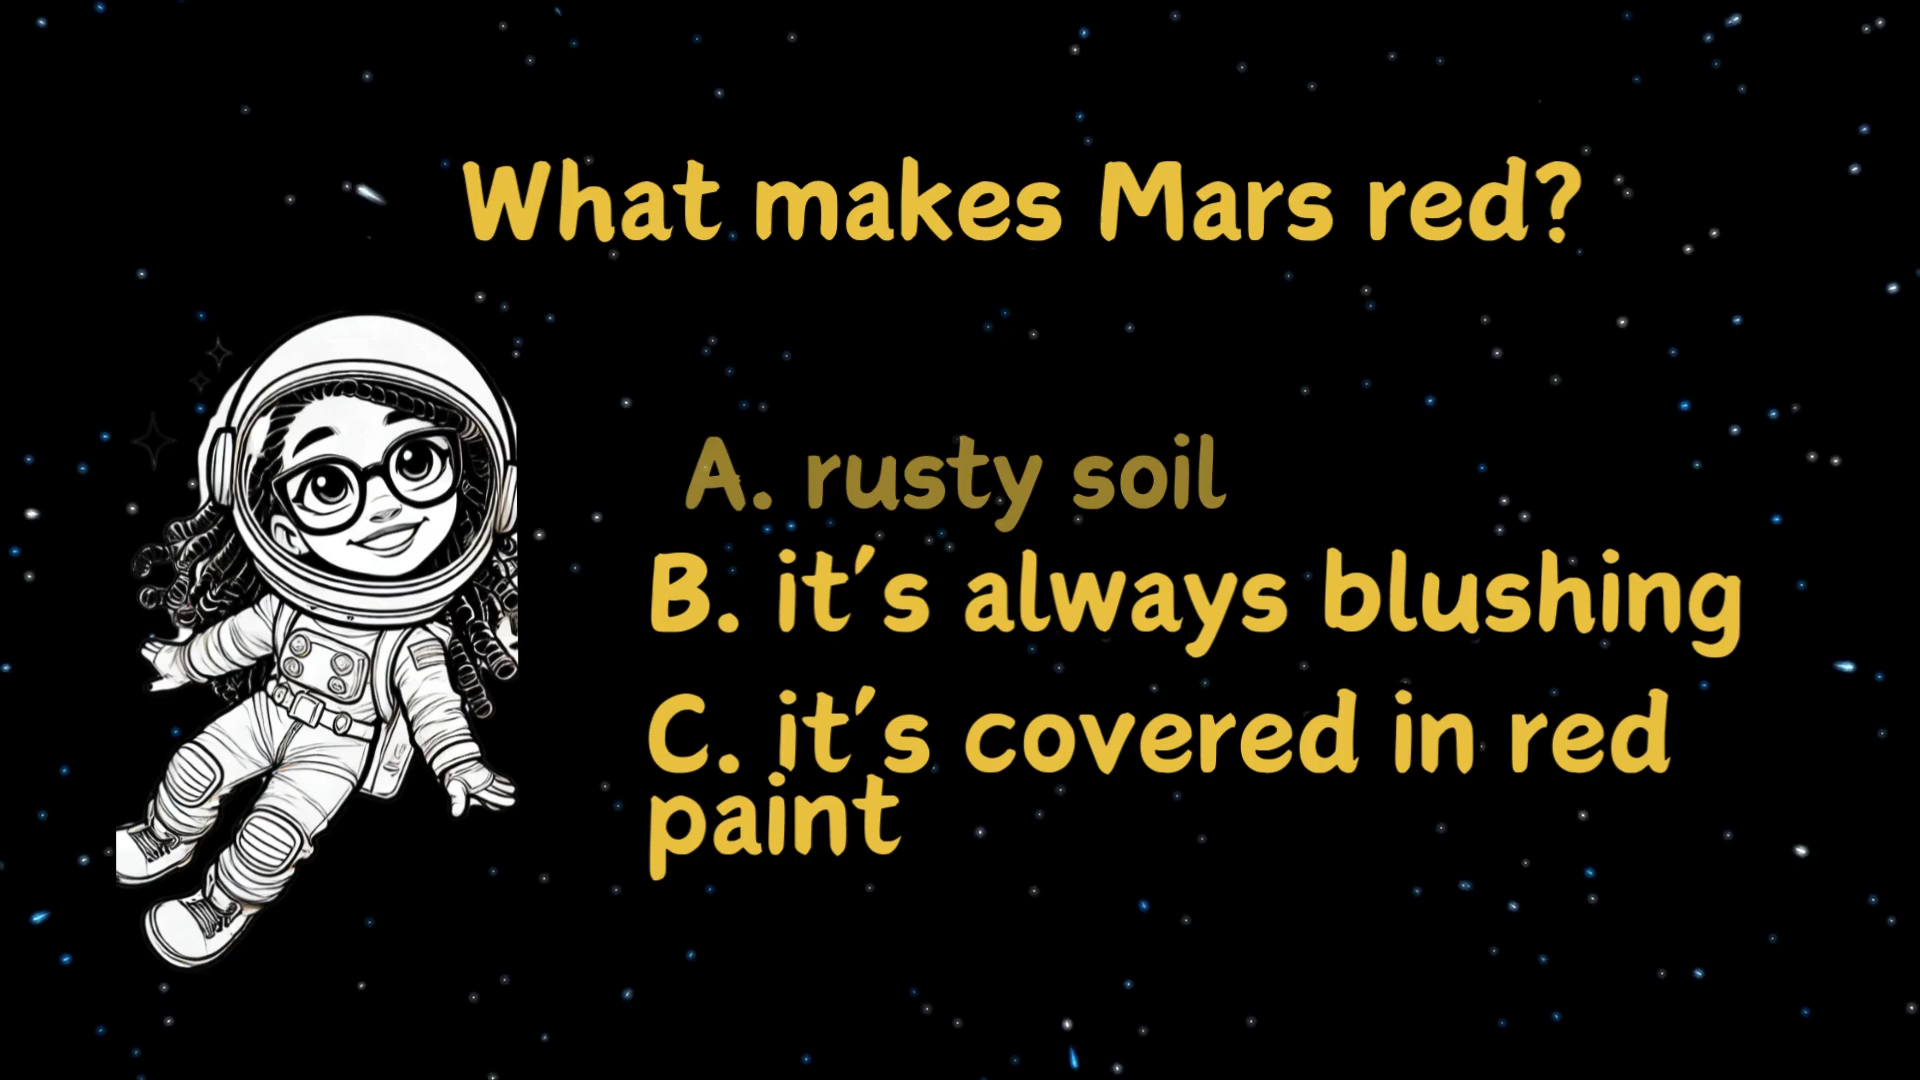 What makes Mars red?
A. rusty soil
B. it's always blushing
C. it's covered in red
paint